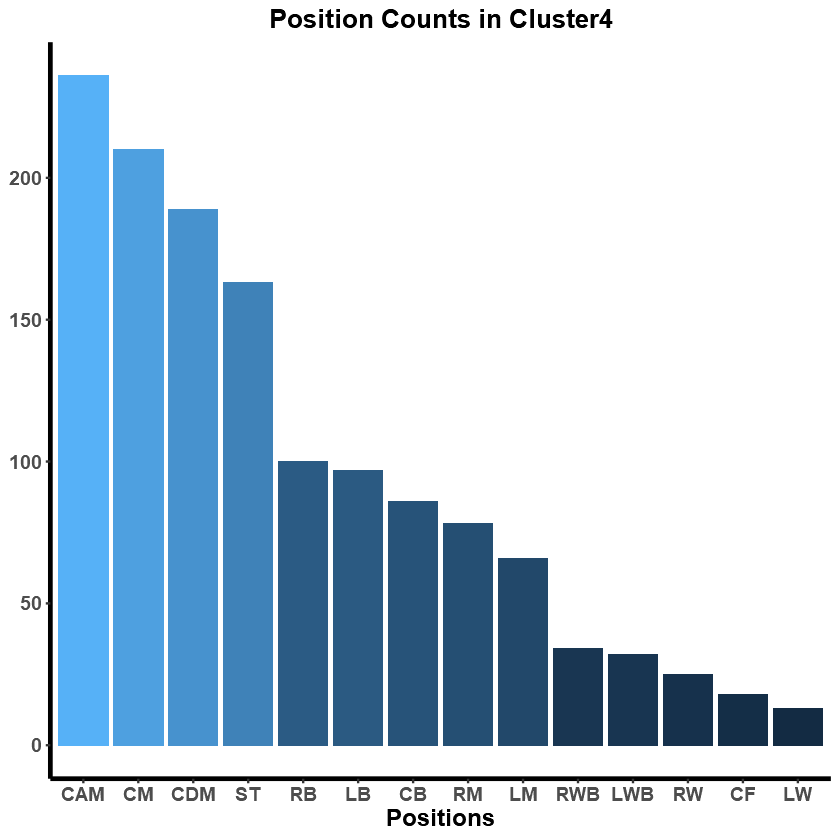 Position Counts in Cluster4
200
150
100
50
0
CAM CM CDM ST RB LB CB RM LM RWB LWB RW CF LW
Positions